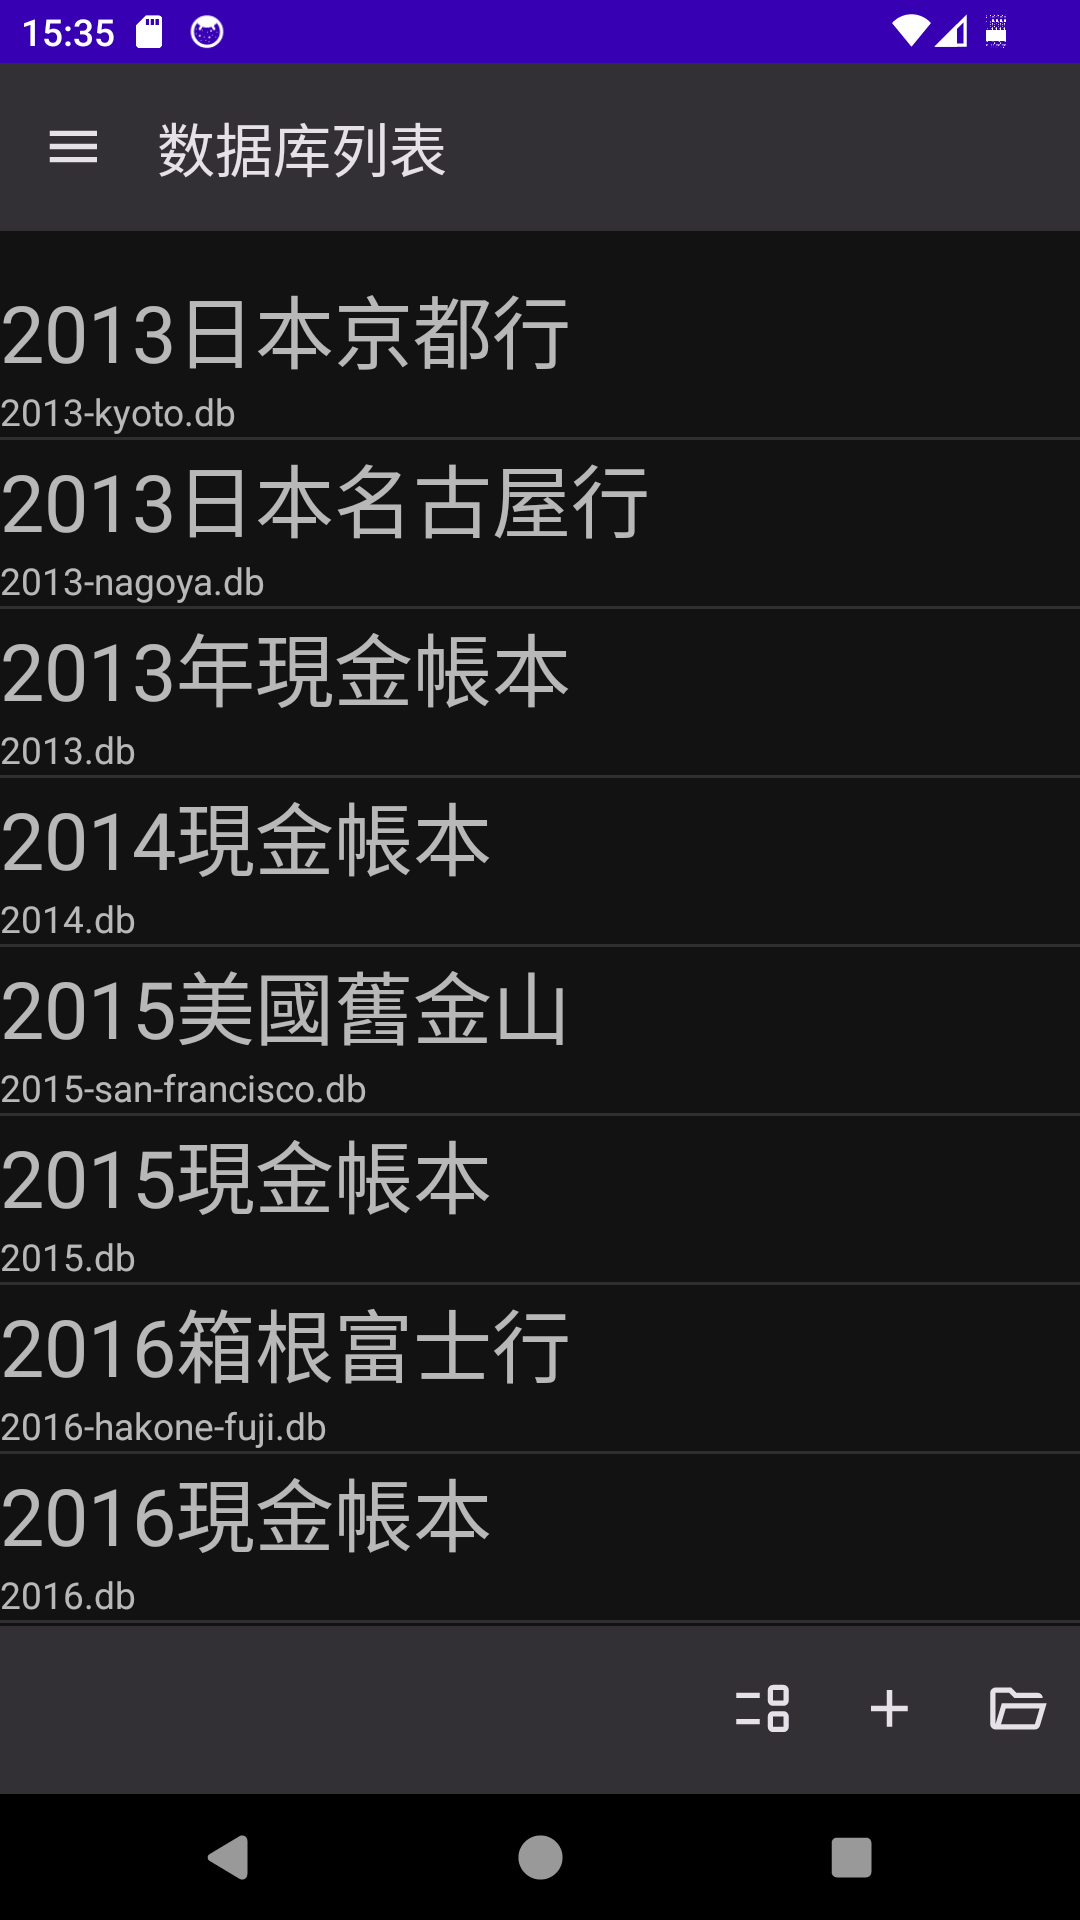 15:35
数据库列表
2013日本京都行
2013-kyoto.db
2013日本名古屋行
2013-nagoya.db
2013年現金帳本
2013.db
2014現金帳本
2014.db
2015美國舊金山
2015-san-francisco.db
2015現金帳本
2015.db
2016箱根富士行
2016-hakone-fuji.db
2016現金帳本
2016.db